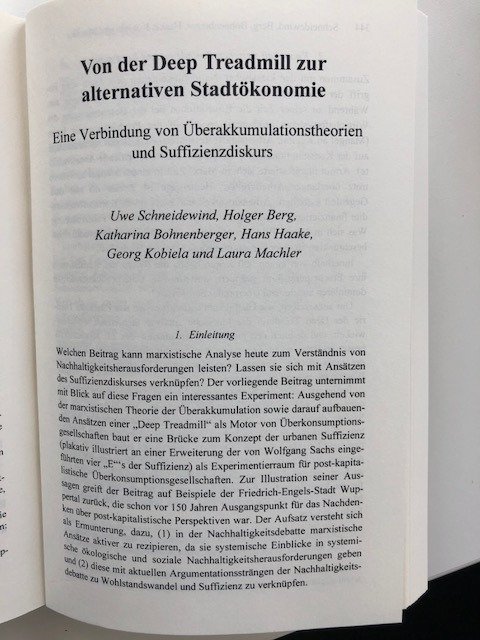 Von der Deep Treadmill zur
alternativen Stadtökonomie
Eine Verbindung von Überakkumulationstheorien
und Suffizienzdiskurs
Uwe Schneidewind, Holger Berg,
Katharina Bohnenberger, Hans Haake,
Georg Kobiela und Laura Machler
1. Einleitung
Welchen Beitrag kann marxistische Analyse heute zum Verständnis von
Nachhaltigkeitsherausforderungen leisten? Lassen sie sich mit Ansätzen
des Suffizienzdiskurses verknüpfen? Der vorliegende Beitrag unternimmt
mit Blick auf diese Fragen ein interessantes Experiment: Ausgehend von
der marxistischen Theorie der Überakkumulation sowie darauf aufbauen-
den Ansätzen einer „Deep Treadmill“ als Motor von Überkonsumptions-
gesellschaften baut er eine Brücke zum Konzept der urbanen Suffizienz
(plakativ illustriert an einer Erweiterung der von Wolfgang Sachs einge-
führten vier „E“'s der Suffizienz) als Experimentierraum für post-kapita-
listische Überkonsumtionsgesellschaften. Zur Illustration seiner Aus-
sagen greift der Beitrag auf Beispiele der Friedrich-Engels-Stadt Wup-
pertal zurück, die schon vor 150 Jahren Ausgangspunkt für das Nachden-
ken über post-kapitalistische Perspektiven war. Der Aufsatz versteht sich
als Ermunterung, dazu, (1) in der Nachhaltigkeitsdebatte marxistische
Ansätze aktiver zu rezipieren, da sie systemische Einblicke in systemi-
sche ökologische und soziale Nachhaltigkeitsherausforderungen geben
und (2) diese mit aktuellen Argumentationssträngen der Nachhaltigkeits-
debatte zu Wohlstandswandel und Suffizienz zu verknüpfen.